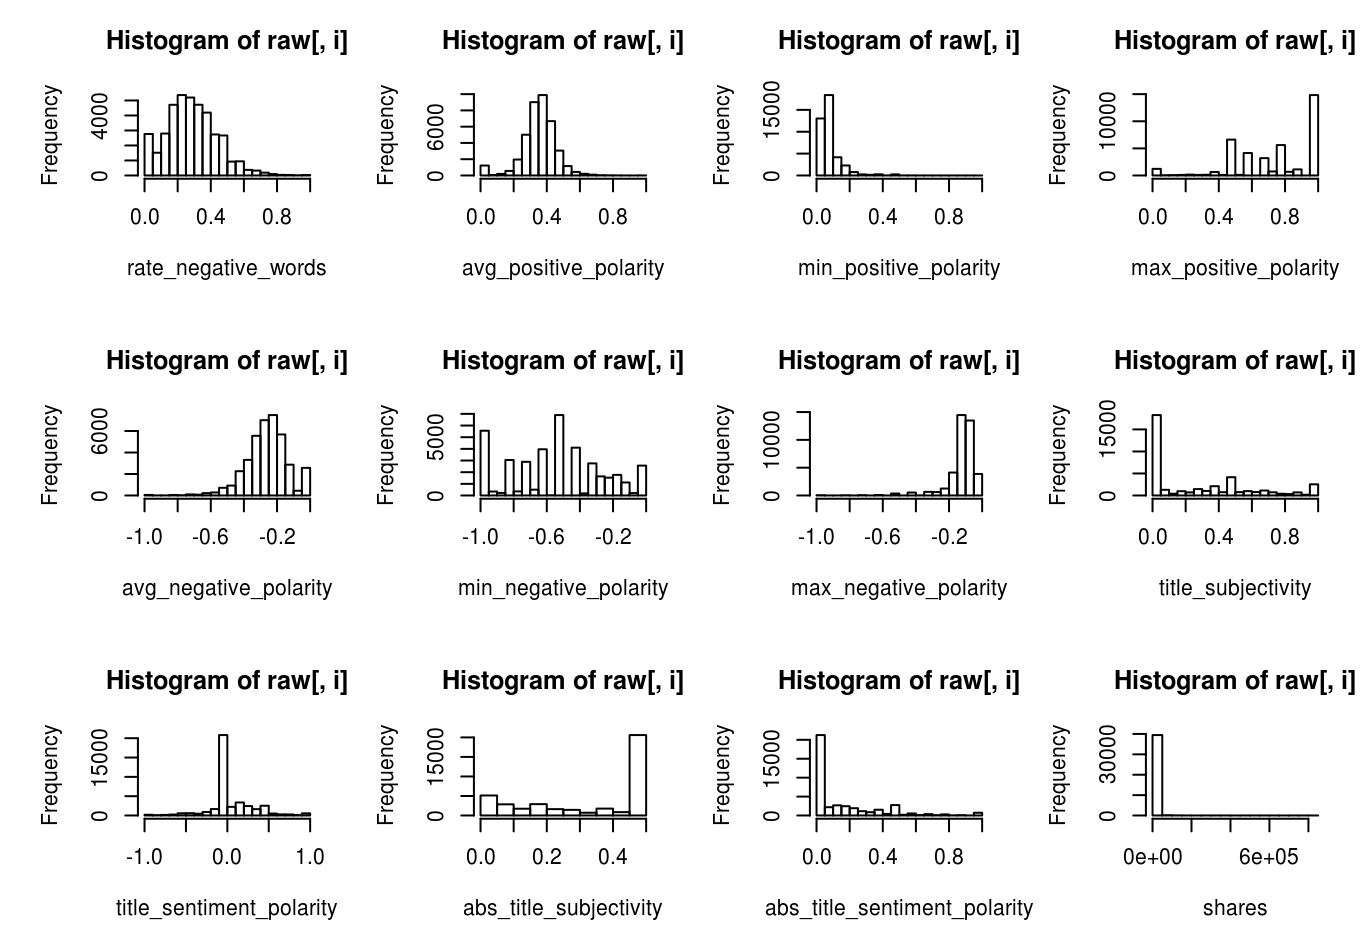 Histogram of raw[, i]
Frequency
0 4000
0.0 0.4 0.8
rate_negative_words
Histogram of raw[, i]
Frequency
0 6000
0.0 0.4 0.8
avg_positive_polarity
Histogram of raw[, i]
Frequency
0 15000
0.0 0.4 0.8
min_positive_polarity
Histogram of raw[, i]
Frequency
0 10000
0.0 0.4 0.8
max_positive_polarity
Histogram of raw[, i]
Frequency
0 6000
-1.0 -0.6 -0.2
avg_negative_polarity
Histogram of raw[, i]
Frequency
0 5000
-1.0 -0.6 -0.2
min_negative_polarity
Histogram of raw[, i]
Frequency
0 10000
-1.0 -0.6 -0.2
max_negative_polarity
Histogram of raw[, i]
Frequency
0 15000
0.0 0.4 0.8
title_subjectivity
Histogram of raw[, i]
Frequency
0 15000
-1.0 0.0 1.0
title_sentiment_polarity
Histogram of raw[, i]
Frequency
0 15000
0.0 0.2 0.4
abs_title_subjectivity
Histogram of raw[, i]
Frequency
0 15000
0.0 0.4 0.8
abs_title_sentiment_polarity
Histogram of raw[, i]
Frequency
0 30000
0e+00 6e+05
shares